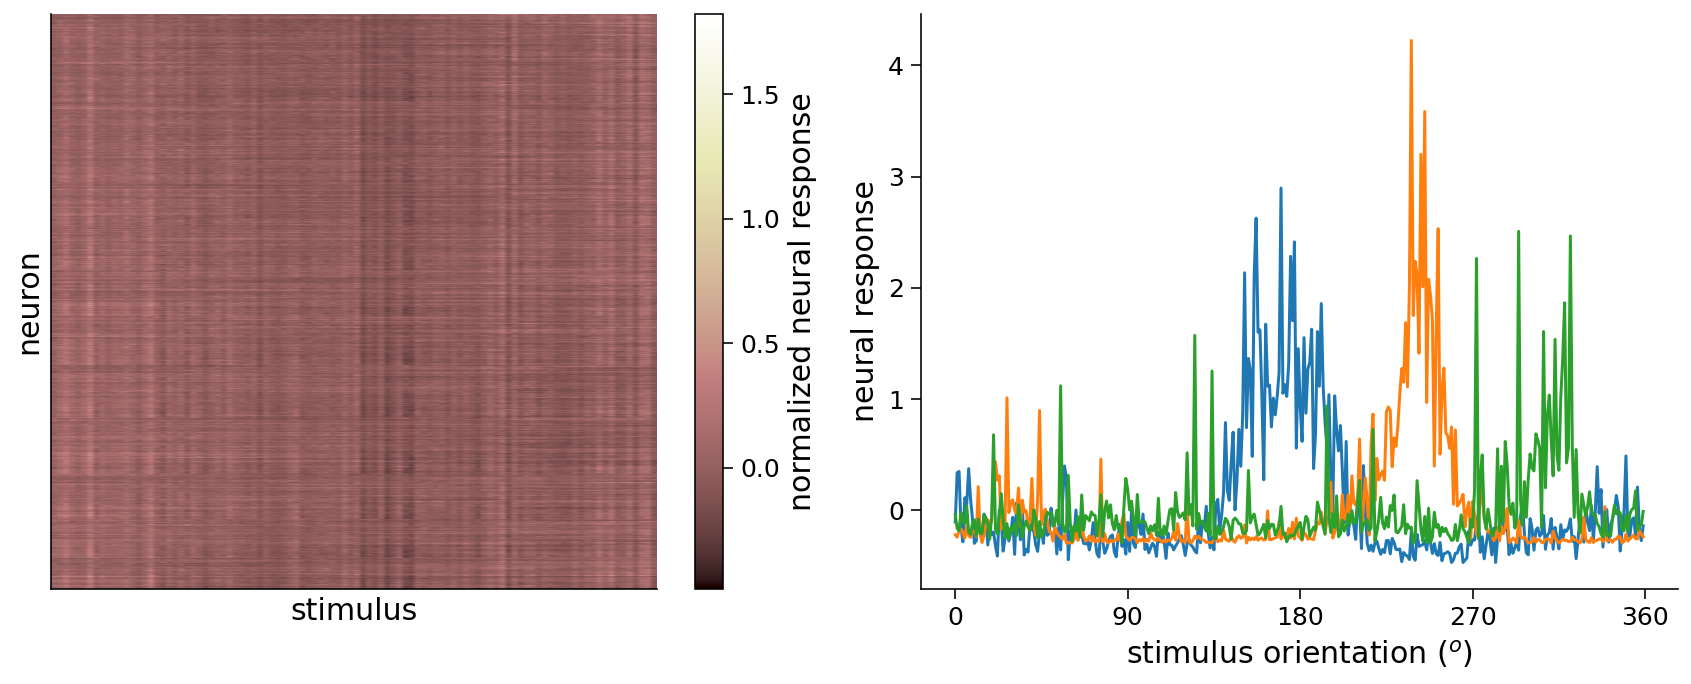 neuron
stimulus
1.5
1.0
0.5
0.0
normalized neural response
neural response
4
3
2
1
0
0 90 180 270 360
stimulus orientation (°)